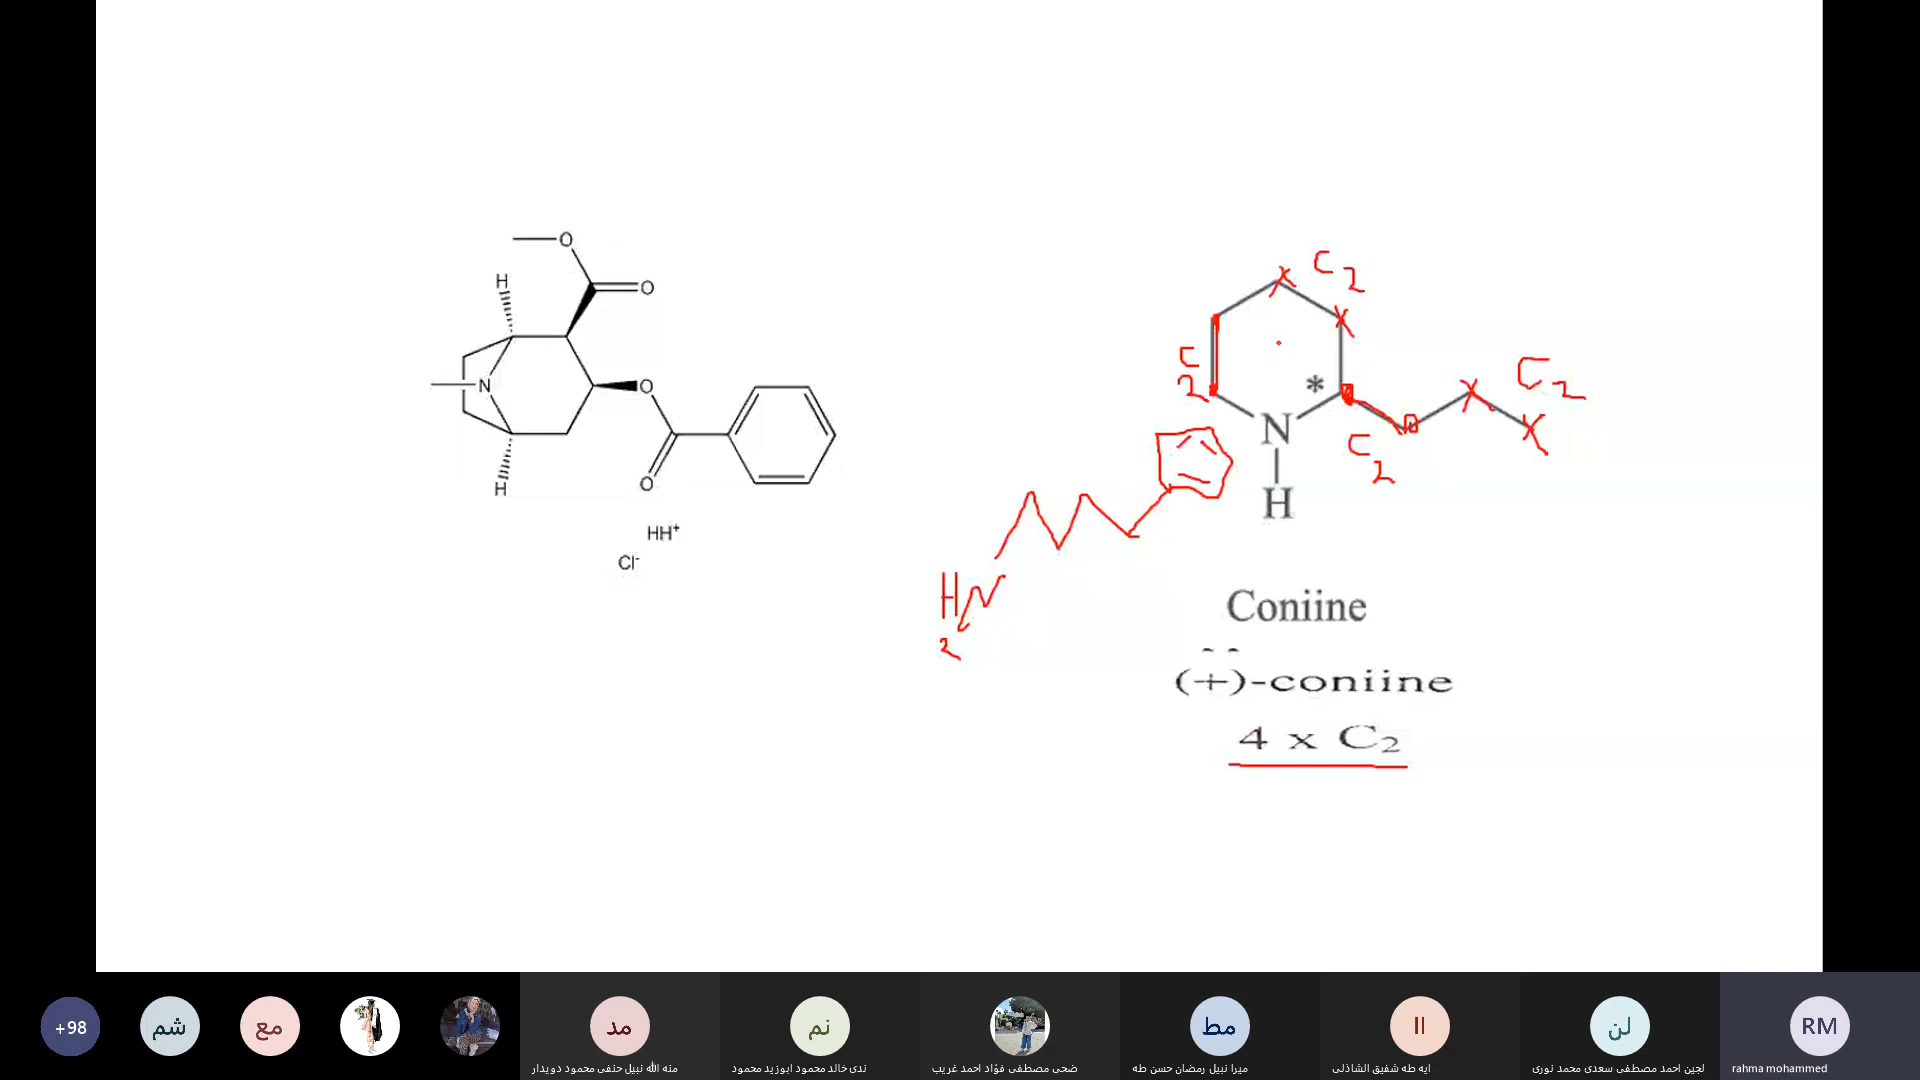 O
H
O
N
O
O
H
HH+
Cl-
C2
C2
*
C2
N
C2
H
H2N
Coniine
(+)-coniine
4 x C2
+98
شم
مع
مد
منه الله نبيل حنفى محمود دويدار
نم
ندى خالد محمود ابوزيد محمود
ضحى مصطفى فؤاد احمد غريب
مط
ميرا نبيل رمضان حسن طه
اا
ايه طه شفيق الشاذلى
لن
لجين احمد مصطفى سعدى محمد نورى
RM
rahma mohammed